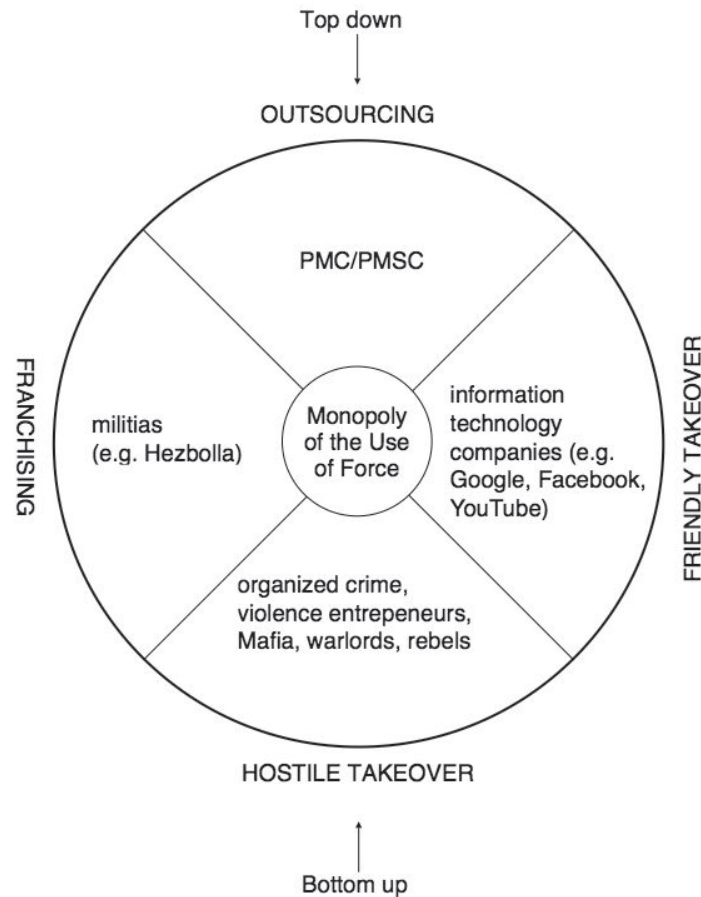 Top down
OUTSOURCING
PMC/PMSC
FRANCHISING
militias
(e.g. Hezbolla)
Monopoly
of the Use
of Force
information
technology
companies (e.g.
Google, Facebook,
YouTube)
FRIENDLY TAKEOVER
organized crime,
violence entrepeneurs,
Mafia, warlords, rebels
HOSTILE TAKEOVER
Bottom up